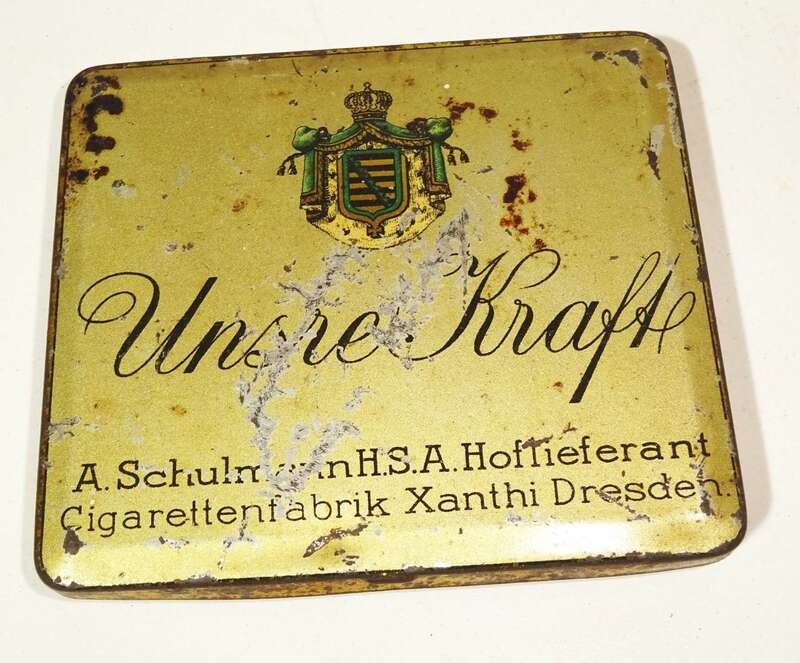 Unsre Kraft
A. Schulmann H.S.A. Hoflieferant
Cigarettenfabrik Xanthi Dresden.